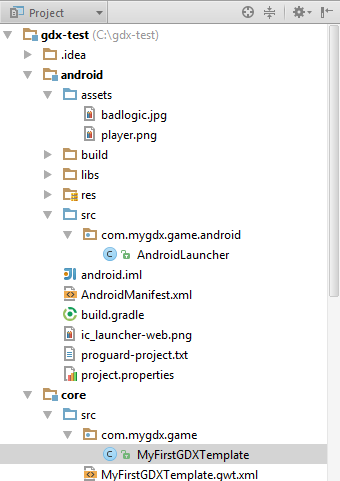 Project
gdx-test (C:\gdx-test)
.idea
android
assets
badlogic.jpg
player.png
build
libs
res
src
com.mygdx.game.android
AndroidLauncher
android.iml
AndroidManifest.xml
build.gradle
ic_launcher-web.png
proguard-project.txt
project.properties
core
src
com.mygdx.game
MyFirstGDXTemplate
MyFirstGDXTemplate.gwt.xml